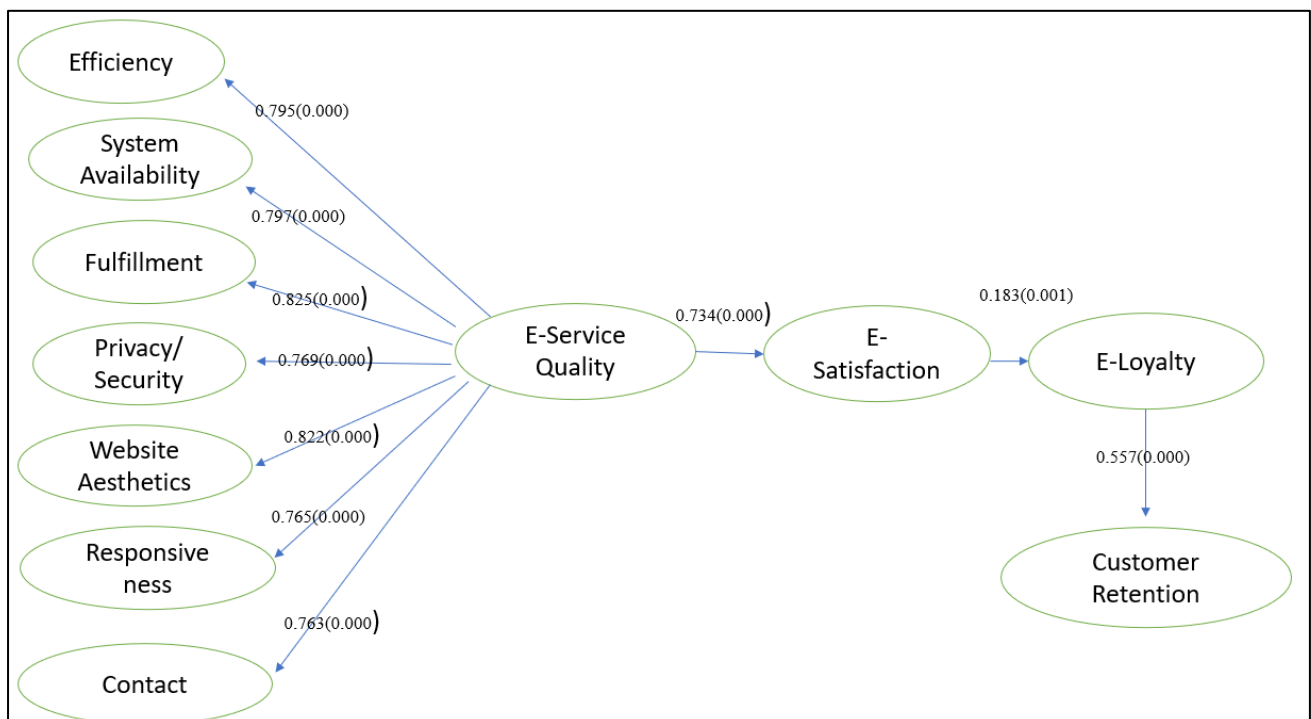 Efficiency
0.795(0.000)
System
Availability
0.797(0.000)
Fulfillment
0.825(0.000)
Privacy/
Security
0.769(0.000)
Website
Aesthetics
0.822(0.000)
Responsive
ness
0.765(0.000)
Contact
0.763(0.000)
E-Service
Quality
0.734(0.000)
E-
Satisfaction
0.183(0.001)
E-Loyalty
0.557(0.000)
Customer
Retention